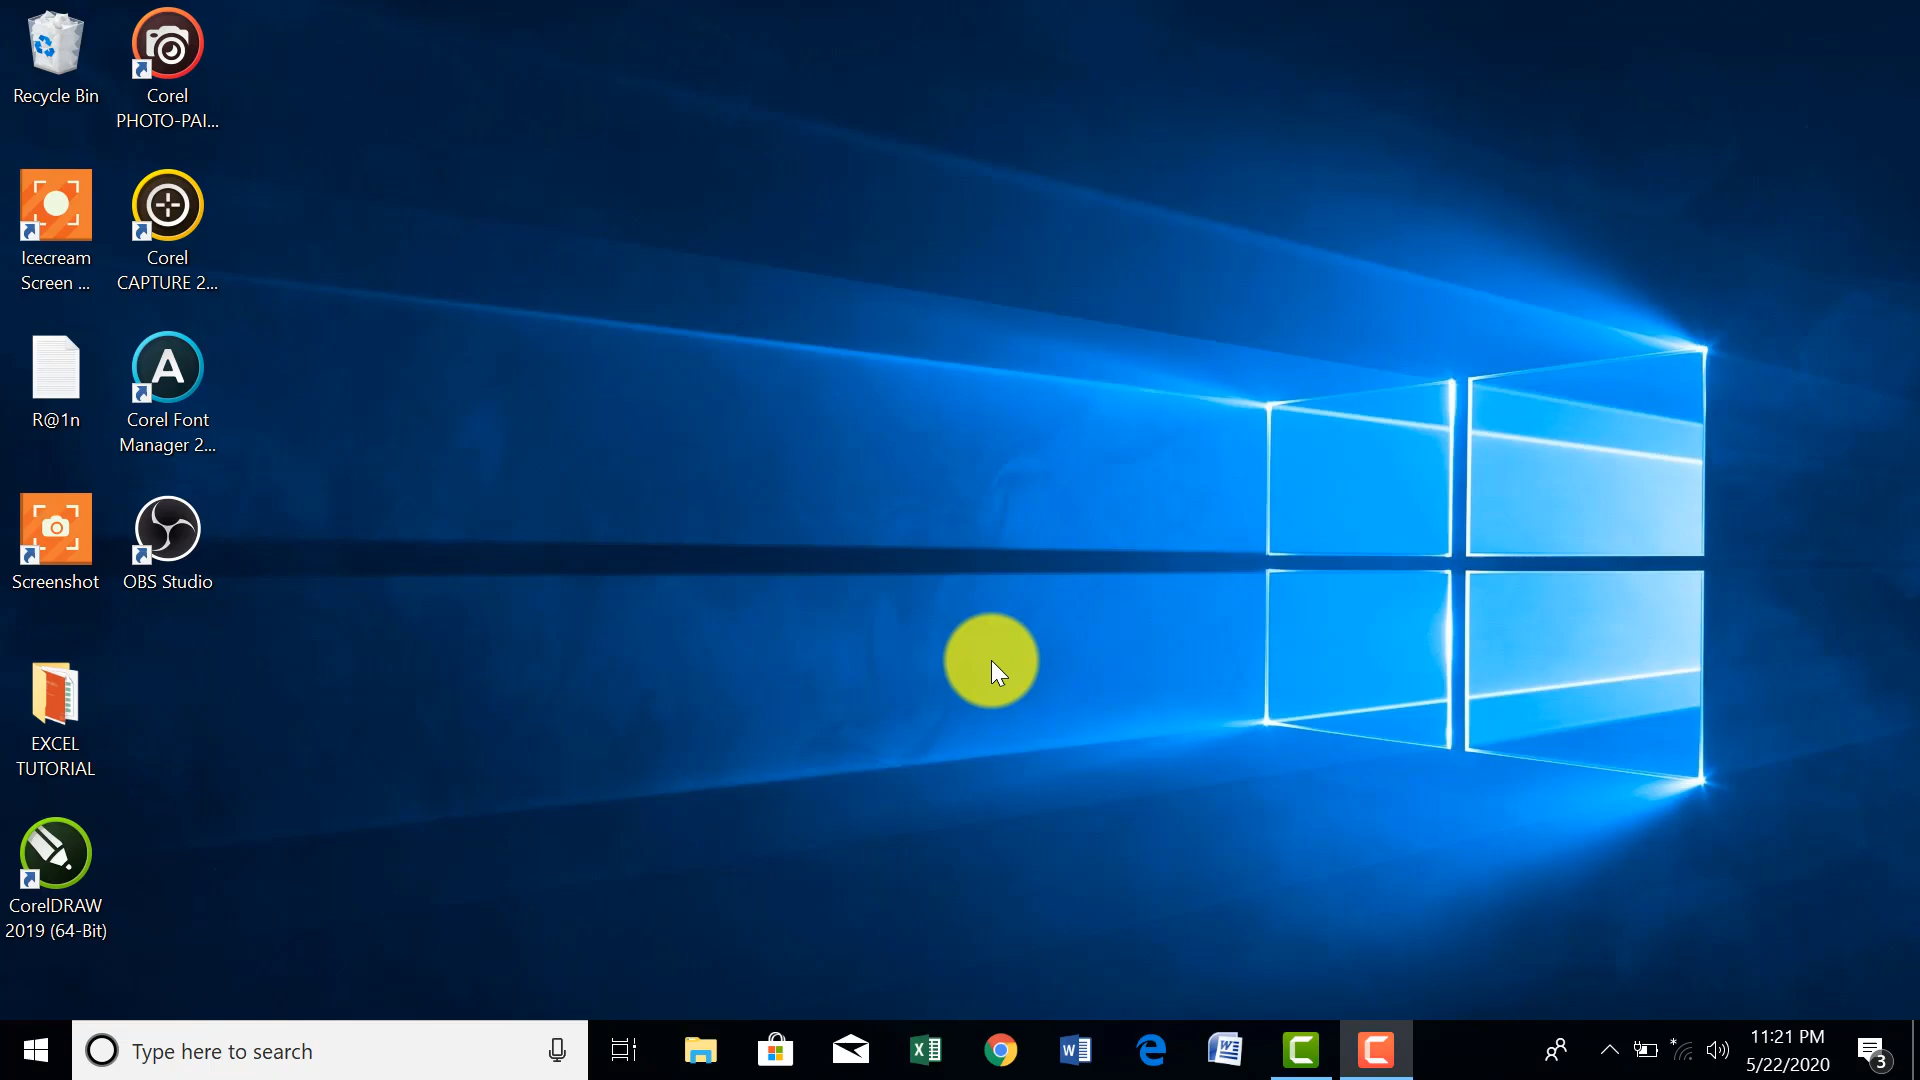 Recycle Bin
Corel
PHOTO-PAI...
Icecream
Screen ...
Corel
CAPTURE 2...
R@1n
Corel Font
Manager 2...
Screenshot
OBS Studio
EXCEL
TUTORIAL
CorelDRAW
2019 (64-Bit)
Type here to search
11:21 PM
5/22/2020
3